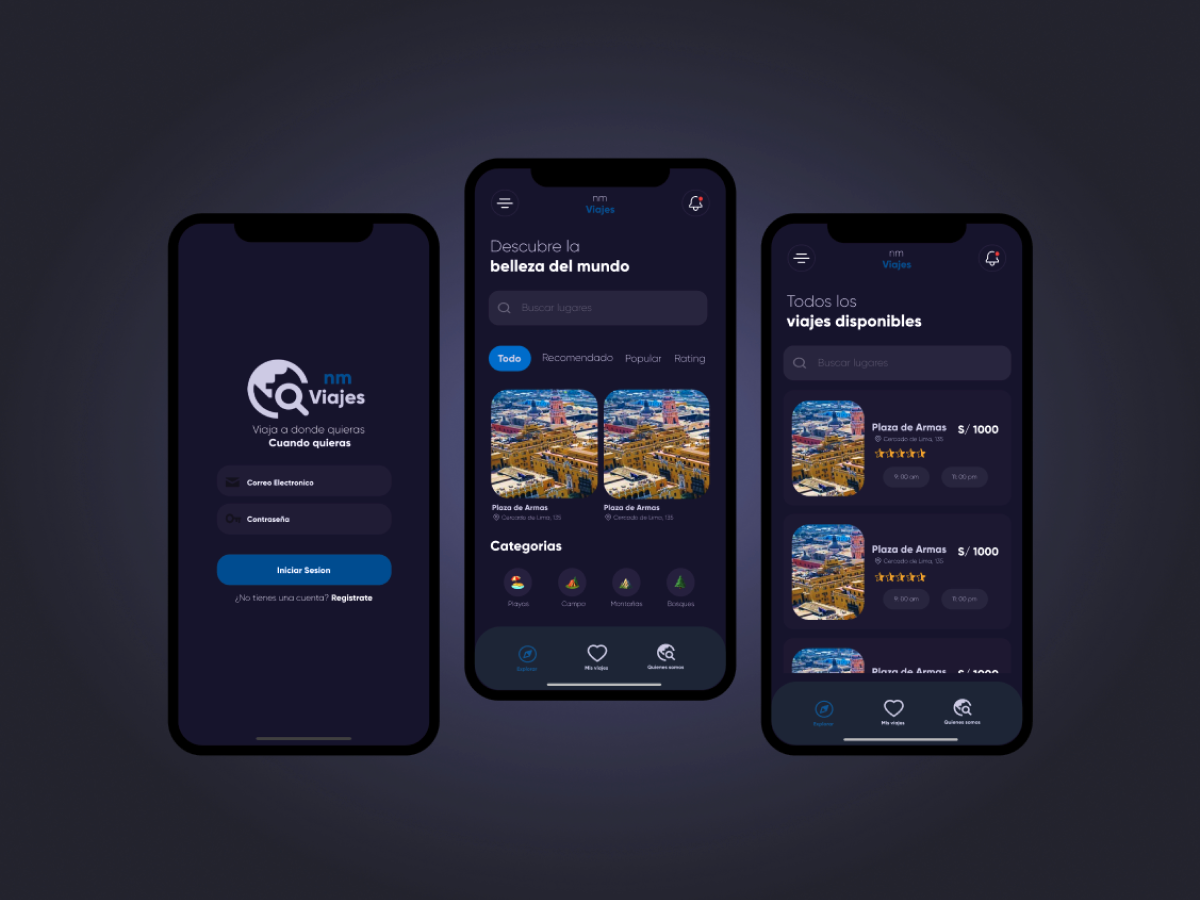 nm
Viajes
Viaja a donde quieras
Cuando quieras
Correo Electronico
Contraseña
Iniciar Sesion
¿No tienes una cuenta? Registrate
nm
Viajes
Descubre la
belleza del mundo
Buscar lugares
Todo Recomendado Popular Rating
Plaza de Armas Plaza de Armas
Cercado de Lima, 135 Cercado de Lima, 135
Categorias
Playas Campo Montañas Bosques
Explorar Mis viajes Quienes somos
nm
Viajes
Todos los
viajes disponibles
Buscar lugares
Plaza de Armas S/ 1000
Cercado de Lima, 135
11:00 am 11:00 pm
Plaza de Armas S/ 1000
Cercado de Lima, 135
11:00 am 11:00 pm
Plaza de Armas S/ 1000
Explorar Mis viajes Quienes somos